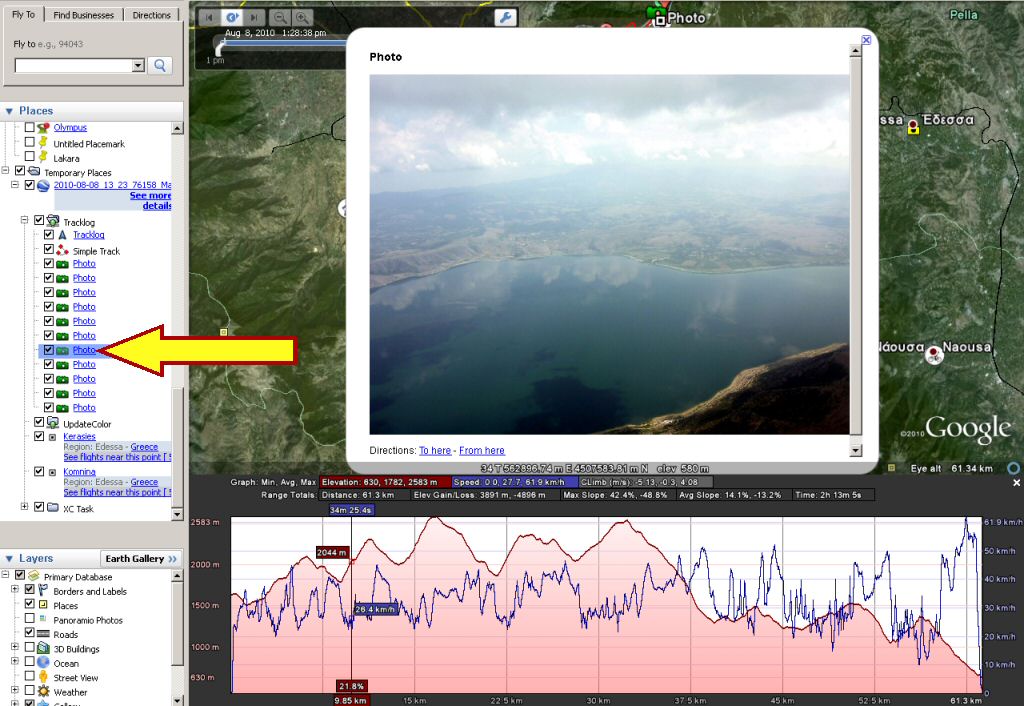 Fly To
Find Businesses
Directions
Fly to e.g., 94043
Places
Olympus
Untitled Placemark
Lakara
Temporary Places
2010-08-08_13_23_76158_Ma
See more
details
Tracklog
Tracklog
Simple Track
Photo
Photo
Photo
Photo
Photo
Photo
Photo
Photo
Photo
Photo
Photo
UpdateColor
Kerasies
Region: Edessa - Greece
See flights near this point [
Komnina
Region: Edessa - Greece
See flights near this point [
XC Task
Layers
Earth Gallery »
Primary Database
Borders and Labels
Places
Panoramio Photos
Roads
3D Buildings
Ocean
Street View
Weather
Aug 8, 2010 1:28:38 pm
1 pm
Photo
Pella
Photo
ssa
Έδεσσα
Νάουσα
Naousa
©2010 Google
Directions: To here - From here
34 T 562896.74 m E 4507583.81 m N elev 580 m
Eye alt 61.34 km
Graph: Min, Avg, Max Elevation: 630, 1782, 2583 m Speed: 0.0, 27.7, 61.9 km/h CLimb (m/s): -5.13, -0.3, 4.08
Range Totals: Distance: 61.3 km Elev Gain/Loss: 3891 m, -4896 m Max Slope: 42.4%, -48.8% Avg Slope: 14.1%, -13.2% Time: 2h 13m 5s
34m 25.4s
2583 m
61.9 km/h
2044 m
50 km/h
2000 m
40 km/h
1500 m
26.4 km/h
30 km/h
20 km/h
1000 m
10 km/h
630 m
21.8%
0
9.85 km
15 km
22.5 km
30 km
37.5 km
45 km
52.5 km
61.3 km